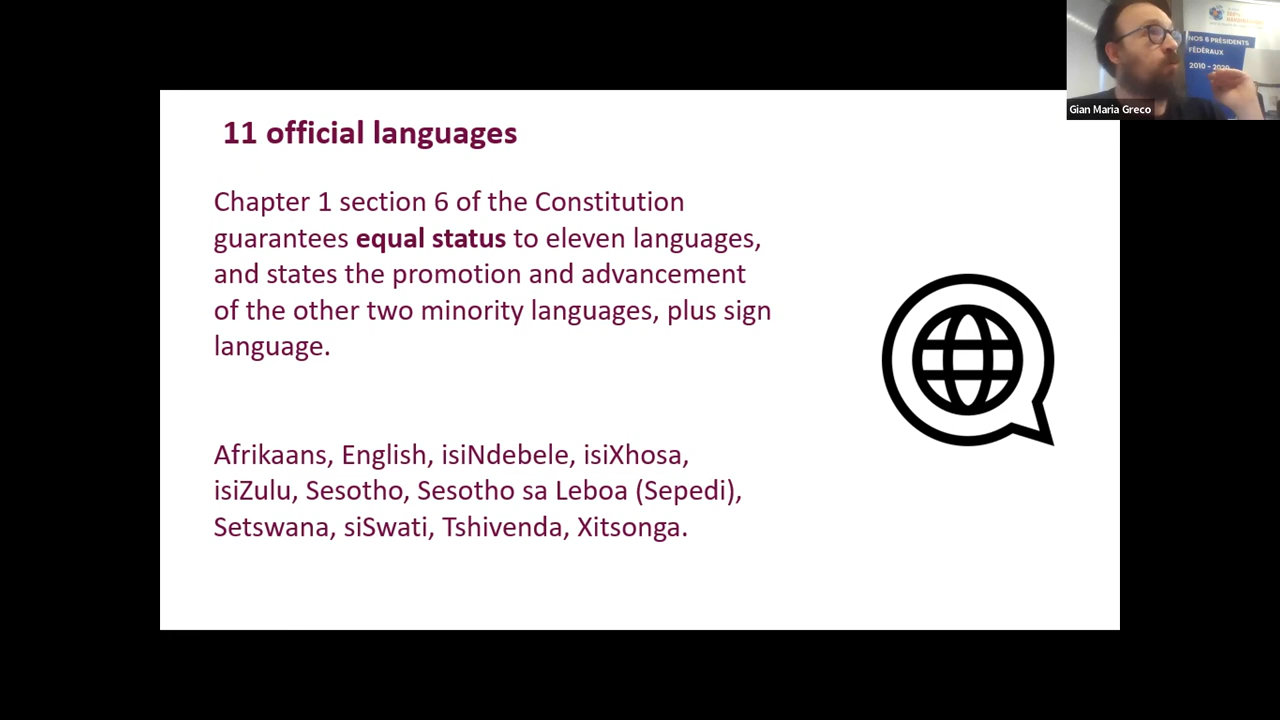 11 official languages
Chapter 1 section 6 of the Constitution
guarantees equal status to eleven languages,
and states the promotion and advancement
of the other two minority languages, plus sign
language.
Afrikaans, English, isiNdebele, isiXhosa,
isiZulu, Sesotho, Sesotho sa Leboa (Sepedi),
Setswana, siSwati, Tshivenda, Xitsonga.
NOS 6 PRÉSIDENTS
FÉDÉRAUX
2010 - 2020
Gian Maria Greco